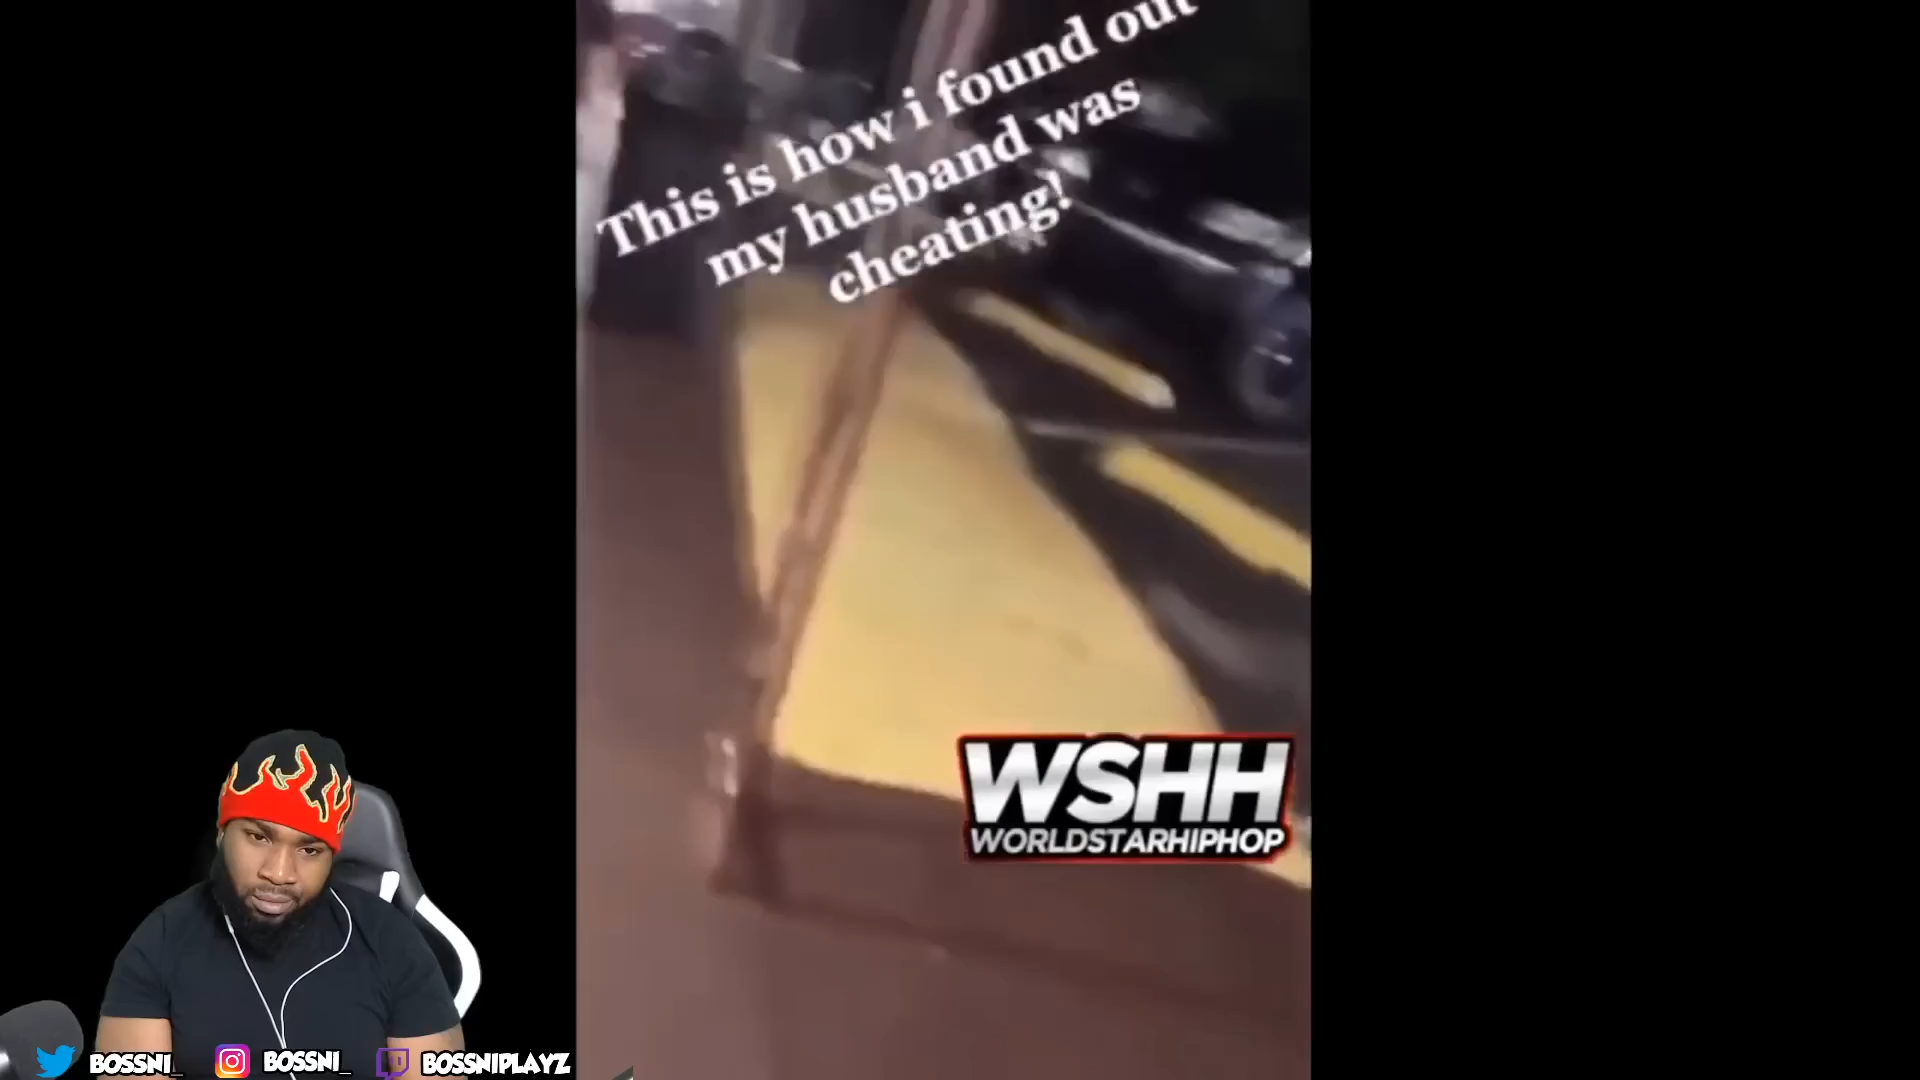 This is how i found out
my husband was
cheating!
WSHH
WORLDSTARHIPHOP
BOSSNI_
BOSSNI_
BOSSNIPLAYZ